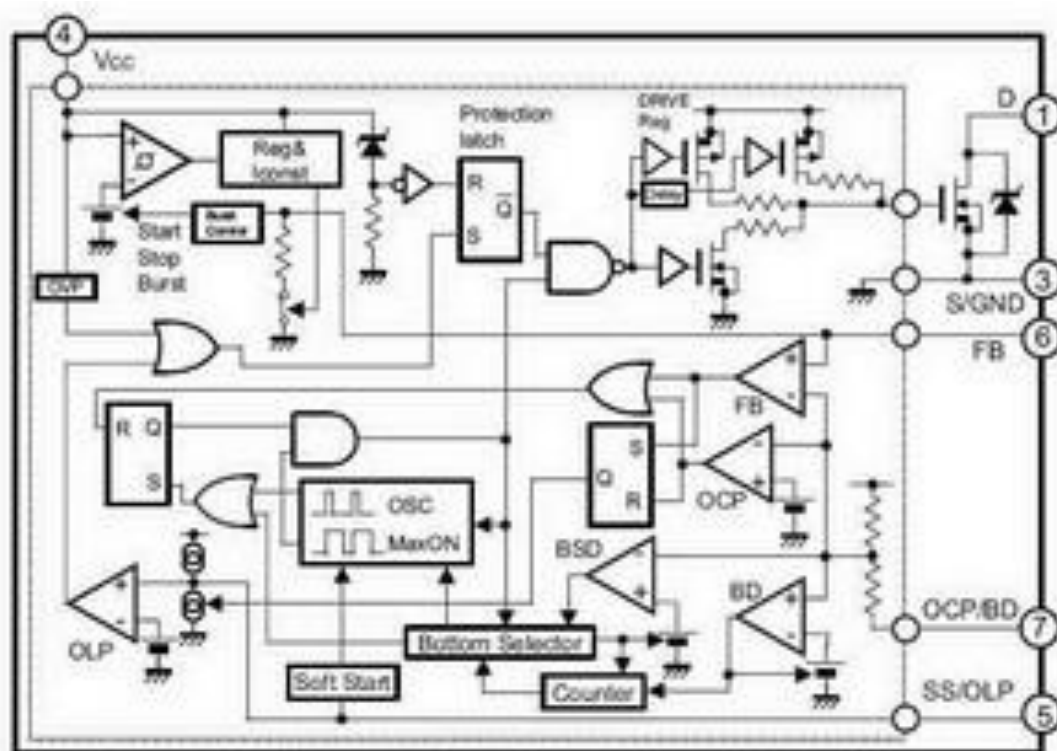 4
Vcc
D
1
DRIVE
Reg
Protection
latch
Reg&
Iconst
R
Q
S
Delay
Start
Stop
Burst
OVP
3
S/GND
6
FB
FB
R Q
S
S
Q
R
OCP
OSC
MaxON
BSD
BD
OCP/BD
7
OLP
Bottom Selector
Soft Start
Counter
SS/OLP
5